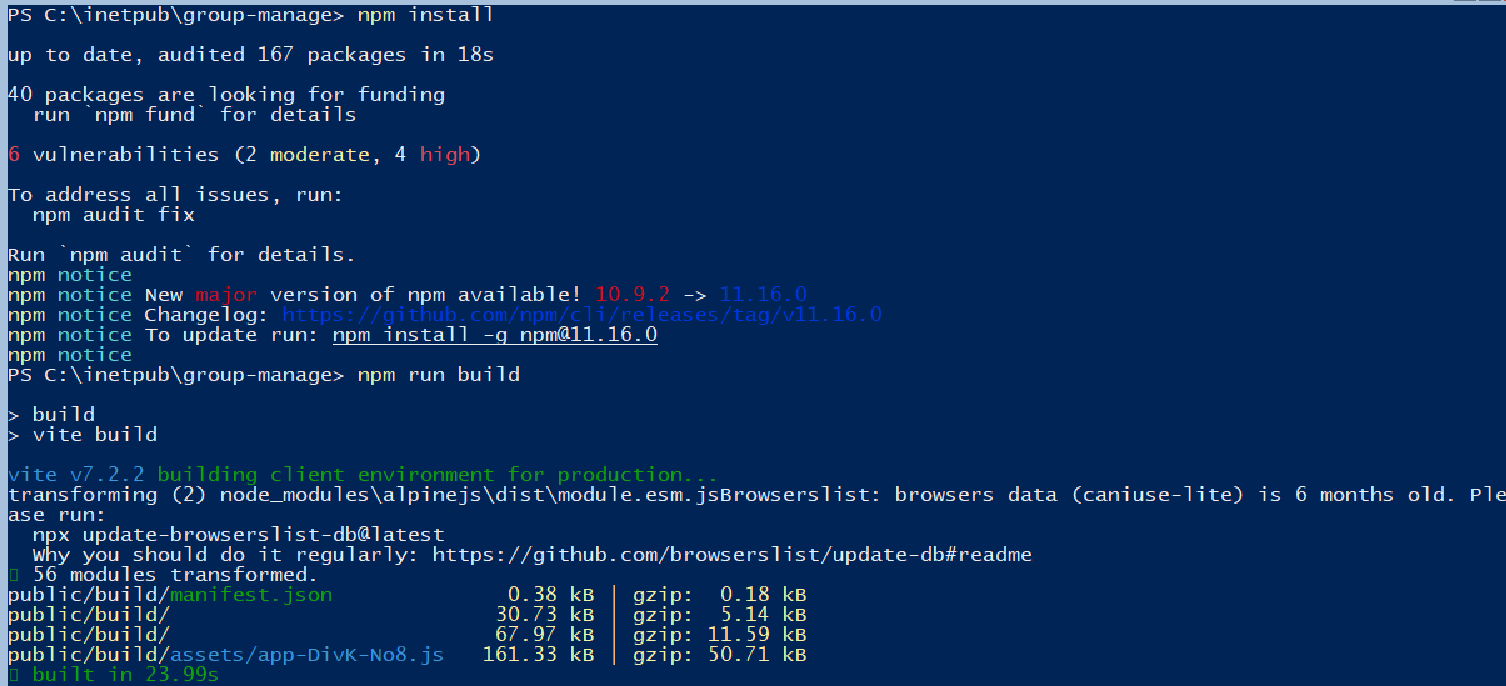 PS C:\inetpub\group-manage> npm install
up to date, audited 167 packages in 18s
40 packages are looking for funding
run `npm fund` for details
6 vulnerabilities (2 moderate, 4 high)
To address all issues, run:
npm audit fix
Run `npm audit` for details.
npm notice
npm notice New major version of npm available! 10.9.2 -> 11.16.0
npm notice Changelog: https://github.com/npm/cli/releases/tag/v11.16.0
npm notice To update run: npm install -g npm@11.16.0
npm notice
PS C:\inetpub\group-manage> npm run build
> build
> vite build
vite v7.2.2 building client environment for production...
transforming (2) node_modules\alpinejs\dist\module.esm.jsBrowserslist: browsers data (caniuse-lite) is 6 months old. Ple
ase run:
npx update-browserslist-db@latest
Why you should do it regularly: https://github.com/browserslist/update-db#readme
56 modules transformed.
public/build/manifest.json 0.38 kB | gzip: 0.18 kB
public/build/ 30.73 kB | gzip: 5.14 kB
public/build/ 67.97 kB | gzip: 11.59 kB
public/build/assets/app-DivK-No8.js 161.33 kB | gzip: 50.71 kB
built in 23.99s